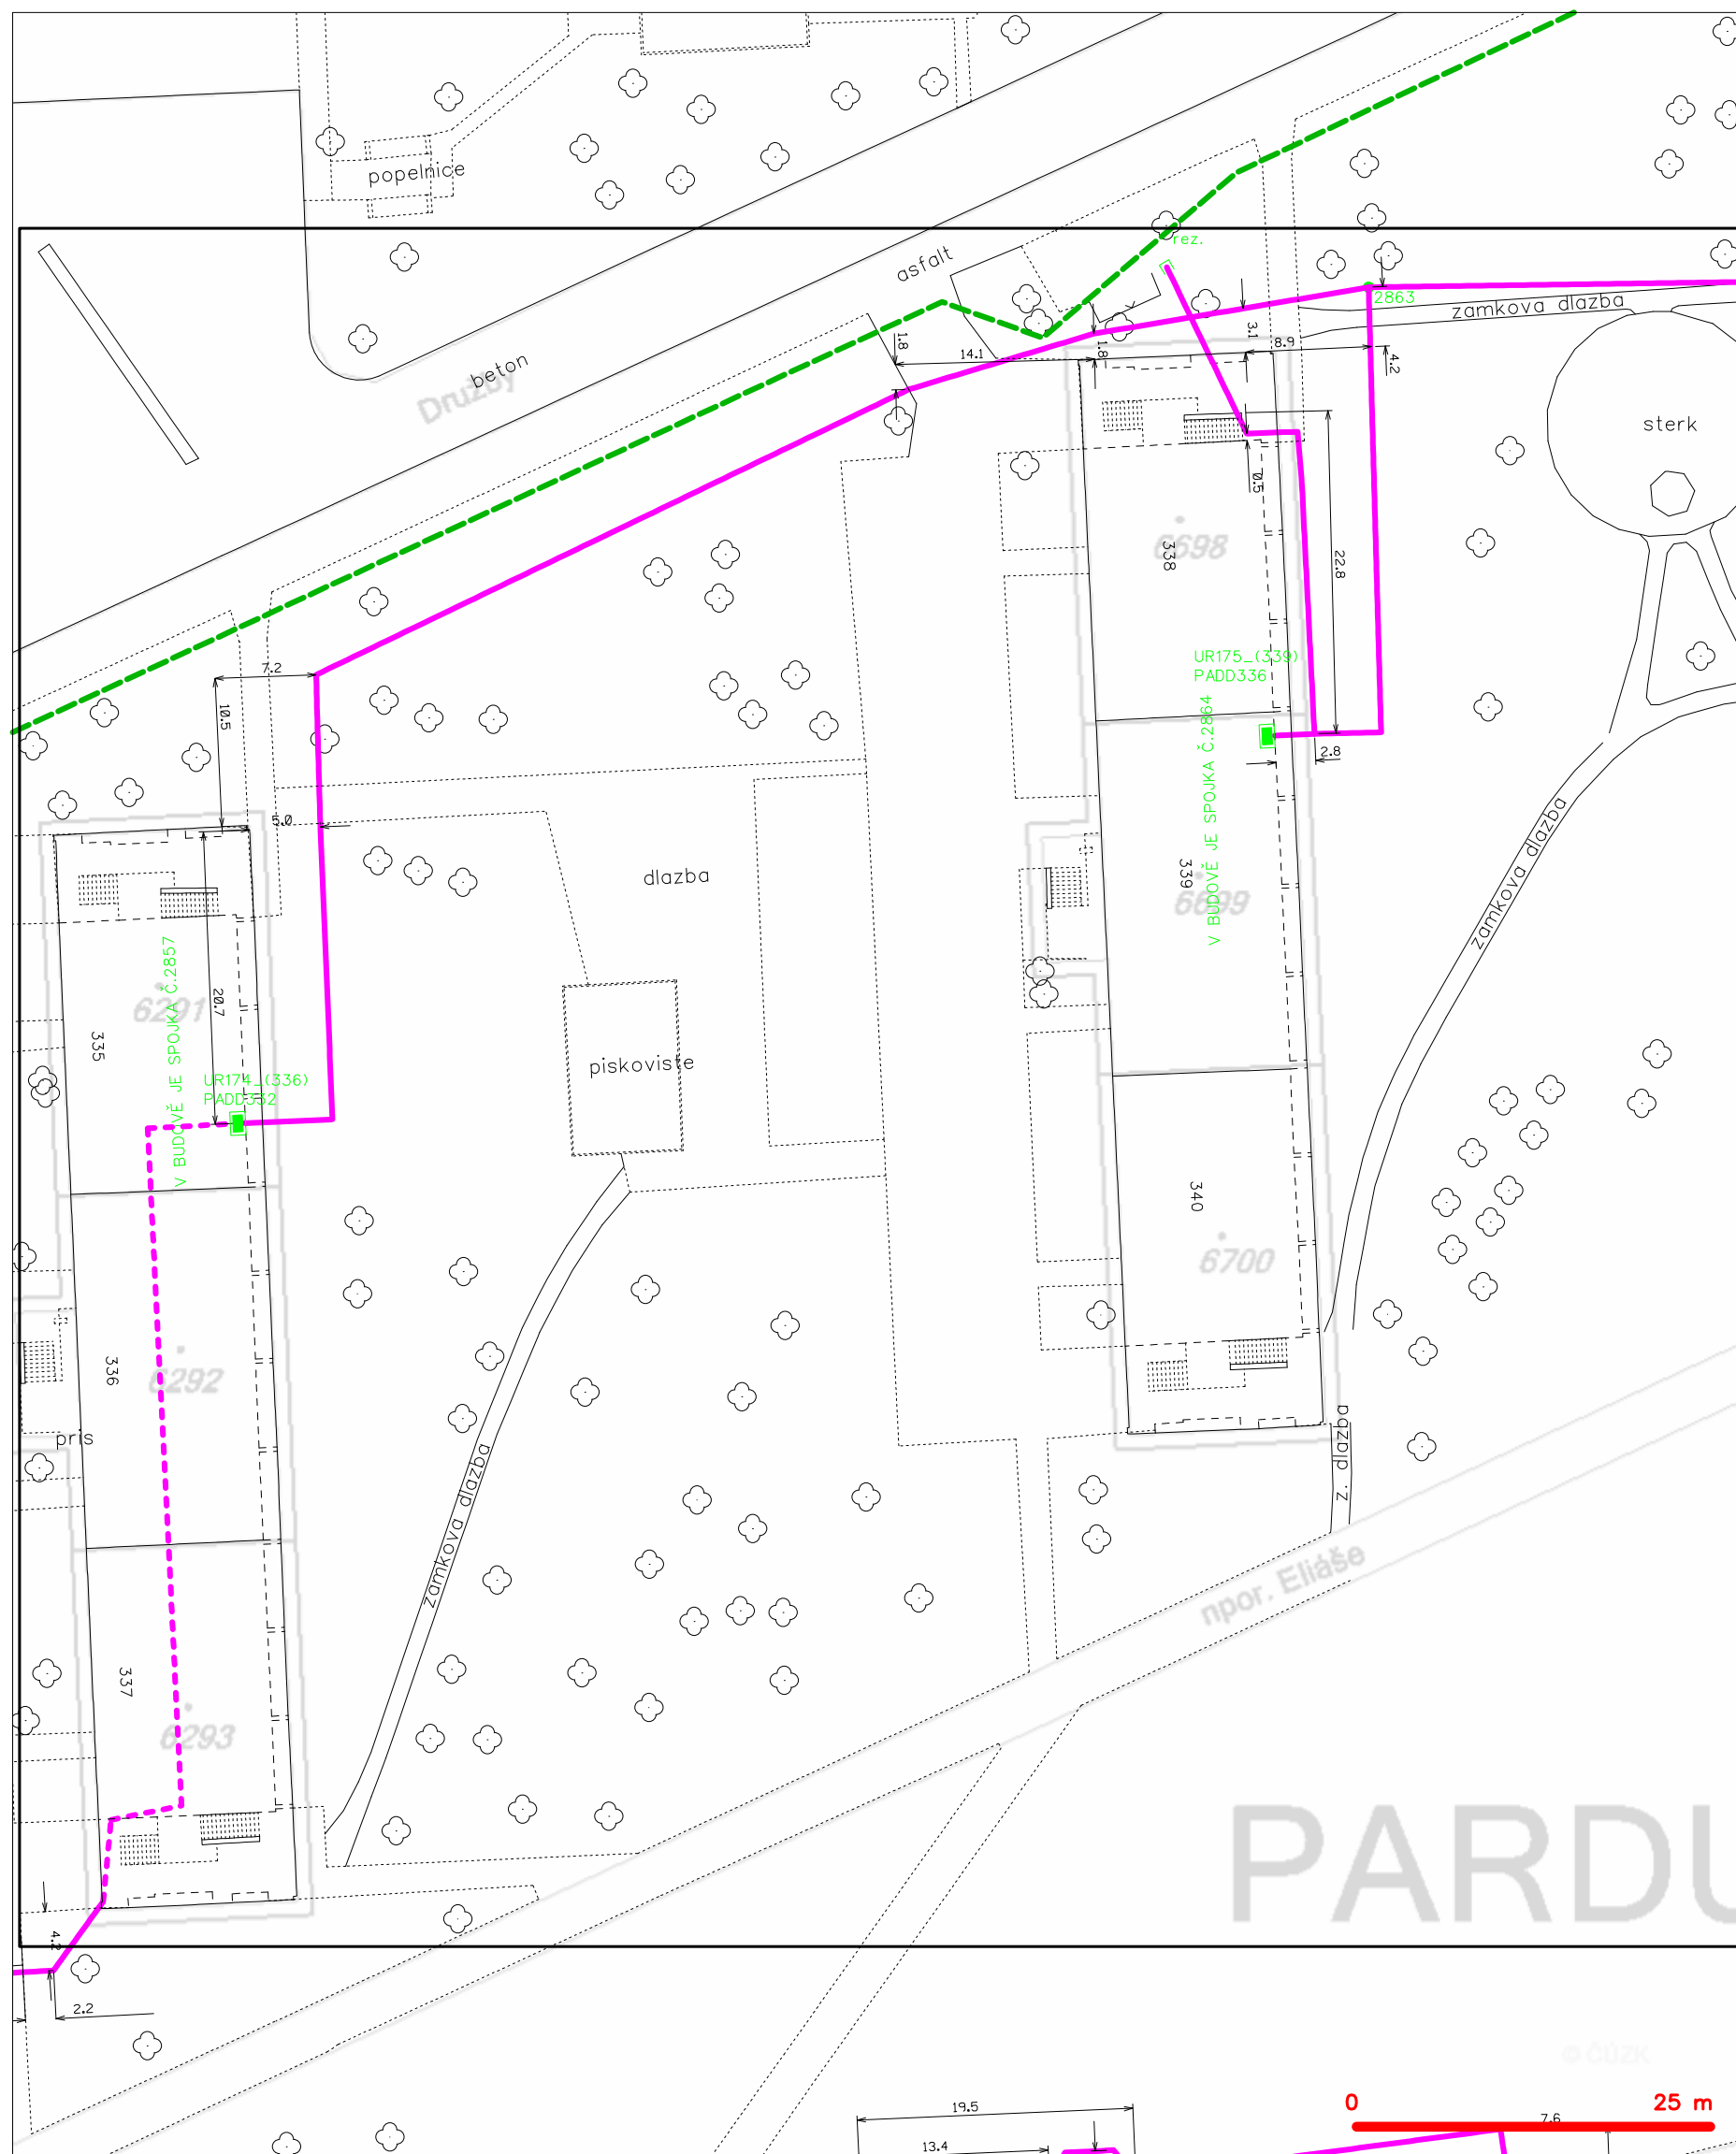 popelnice
rez.
asfalt
2863
zamkova dlazba
beton
Družby
1.8
14.1
1.8
3.1
8.9
4.2
sterk
0.5
6698
338
22.8
UR175_(339)
PADD336
7.2
10.5
V BUDOVĚ JE SPOJKA Č.2864
2.8
5.0
dlazba
339
6699
zamkova dlazba
V BUDOVĚ JE SPOJKA Č.2857
6291
20.7
335
piskoviste
UR174_(336)
PADD332
340
6700
336
6292
pris
zamkova dlazba
z. dlazba
npor. Eliáše
337
6293
PARDU
4.2
2.2
© ČÚZK
0 25 m
19.5
7.6
13.4